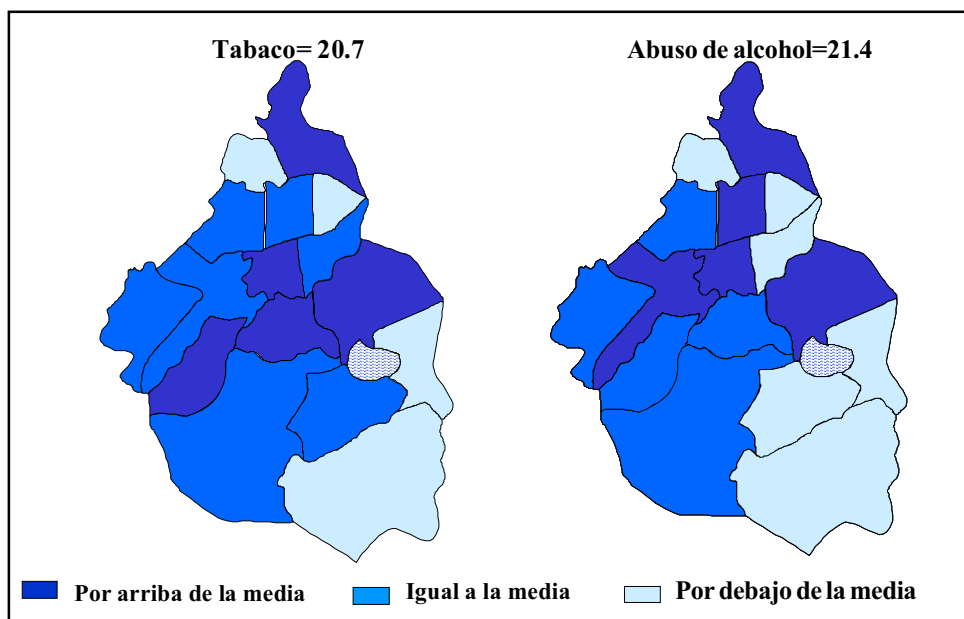 Tabaco= 20.7
Abuso de alcohol=21.4
Por arriba de la media
Igual a la media
Por debajo de la media